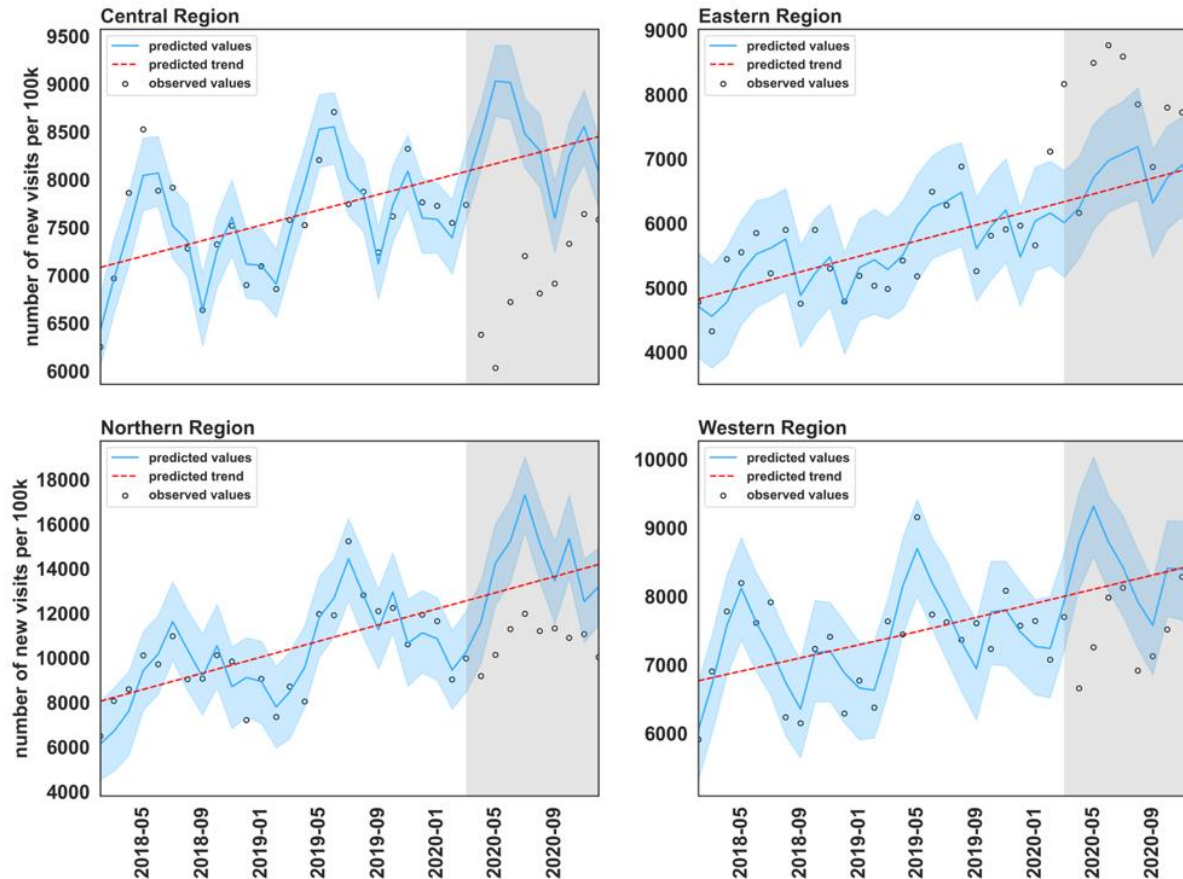 Central Region
9500
9000
8500
8000
7500
7000
6500
6000
number of new visits per 100k
predicted values
predicted trend
observed values
Eastern Region
9000
8000
7000
6000
5000
4000
predicted values
predicted trend
observed values
Northern Region
18000
16000
14000
12000
10000
8000
6000
4000
number of new visits per 100k
predicted values
predicted trend
observed values
2018-05
2018-09
2019-01
2019-05
2019-09
2020-01
2020-05
2020-09
Western Region
10000
9000
8000
7000
6000
predicted values
predicted trend
observed values
2018-05
2018-09
2019-01
2019-05
2019-09
2020-01
2020-05
2020-09